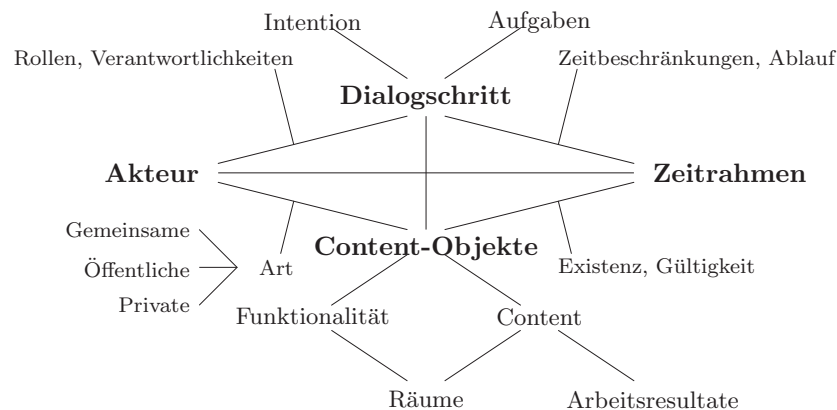 Intention
Aufgaben
Rollen, Verantwortlichkeiten
Zeitbeschränkungen, Ablauf
Dialogschritt
Akteur
Zeitrahmen
Gemeinsame
Content-Objekte
Öffentliche
Art
Existenz, Gültigkeit
Private
Funktionalität
Content
Räume
Arbeitsresultate